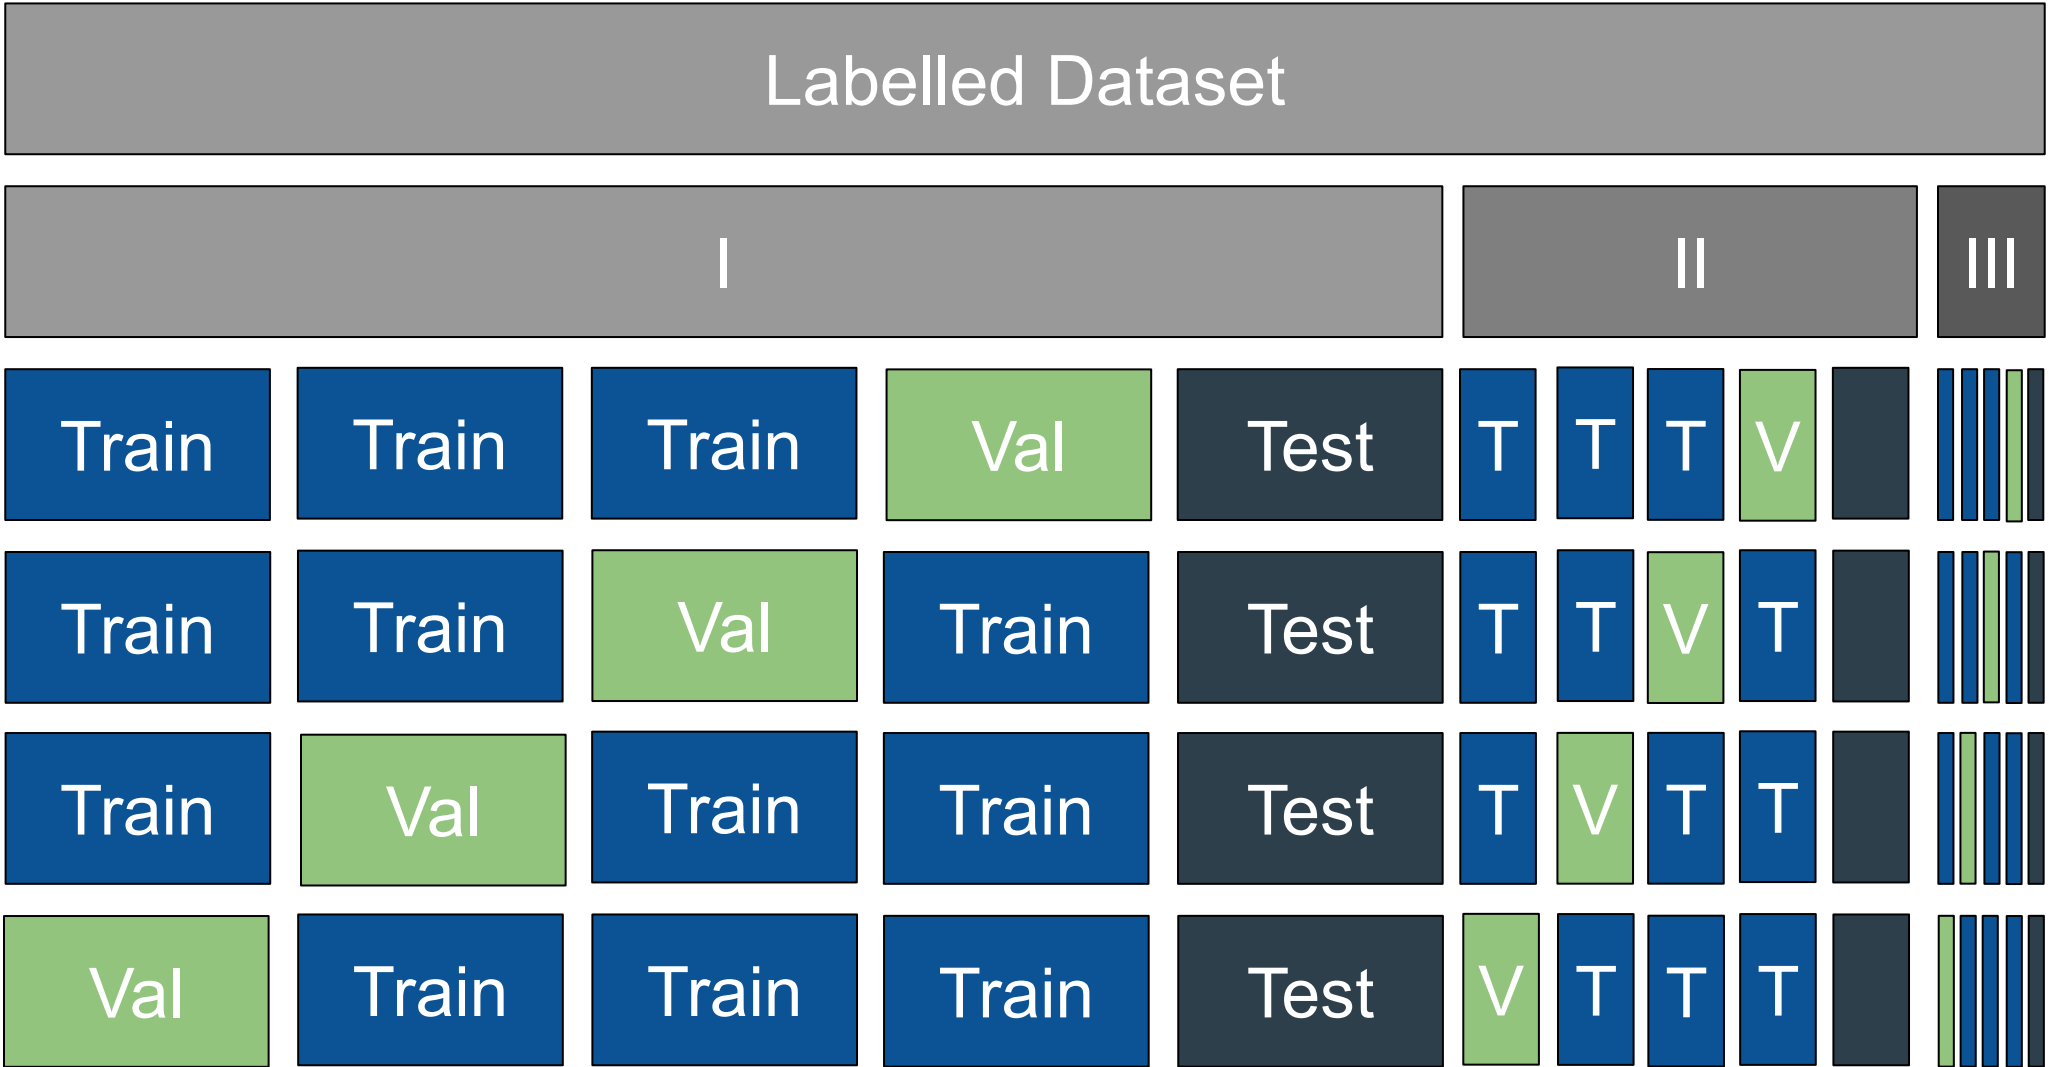 Labelled Dataset
I II III
Train Train Train Val Test T T T V
Train Train Val Train Test T T V T
Train Val Train Train Test T V T T
Val Train Train Train Test V T T T